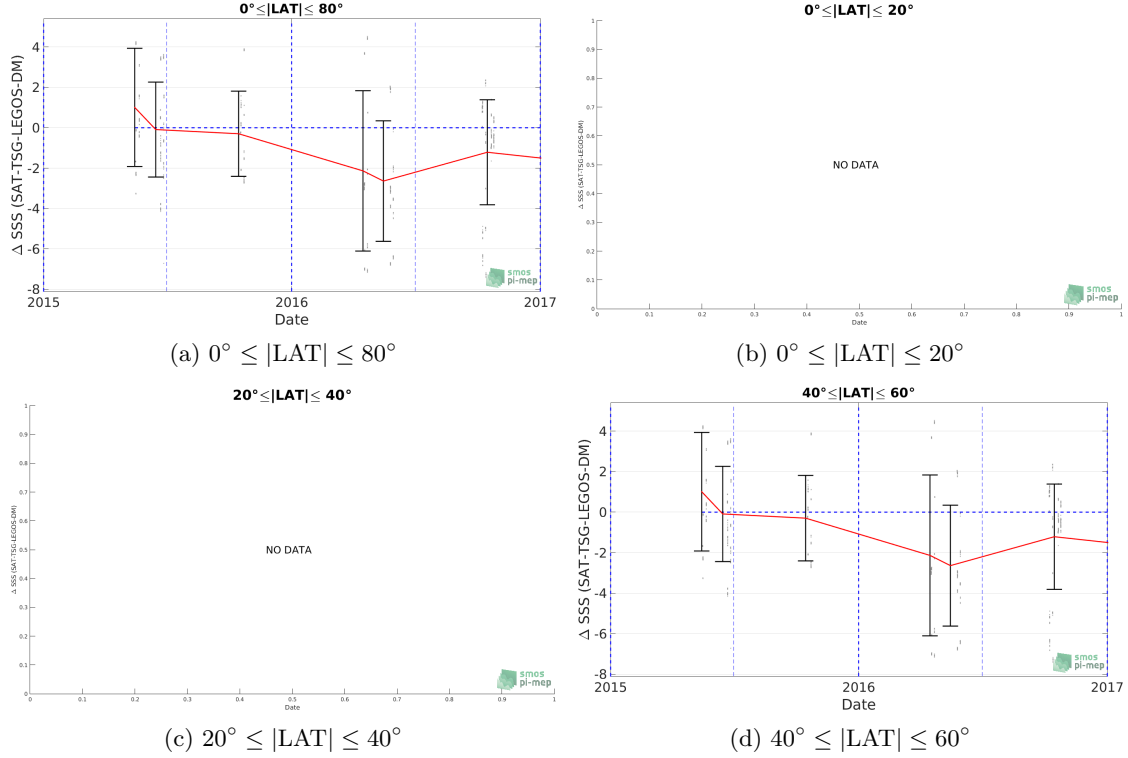 0°≤|LAT|≤ 80°
Δ SSS (SAT-TSG-LEGOS-DM)
4
2
0
-2
-4
-6
-8
2015
2016
2017
Date
smos
pi-mep
(a) 0° ≤ |LAT| ≤ 80°
0°≤|LAT|≤ 20°
Δ SSS (SAT-TSG-LEGOS-DM)
1
0.9
0.8
0.7
0.6
0.5
0.4
0.3
0.2
0.1
0
NO DATA
0
0.1
0.2
0.3
0.4
0.5
0.6
0.7
0.8
0.9
1
Date
smos
pi-mep
(b) 0° ≤ |LAT| ≤ 20°
20°≤|LAT|≤ 40°
Δ SSS (SAT-TSG-LEGOS-DM)
1
0.9
0.8
0.7
0.6
0.5
0.4
0.3
0.2
0.1
0
NO DATA
0
0.1
0.2
0.3
0.4
0.5
0.6
0.7
0.8
0.9
1
Date
smos
pi-mep
(c) 20° ≤ |LAT| ≤ 40°
40°≤|LAT|≤ 60°
Δ SSS (SAT-TSG-LEGOS-DM)
4
2
0
-2
-4
-6
-8
2015
2016
2017
Date
smos
pi-mep
(d) 40° ≤ |LAT| ≤ 60°